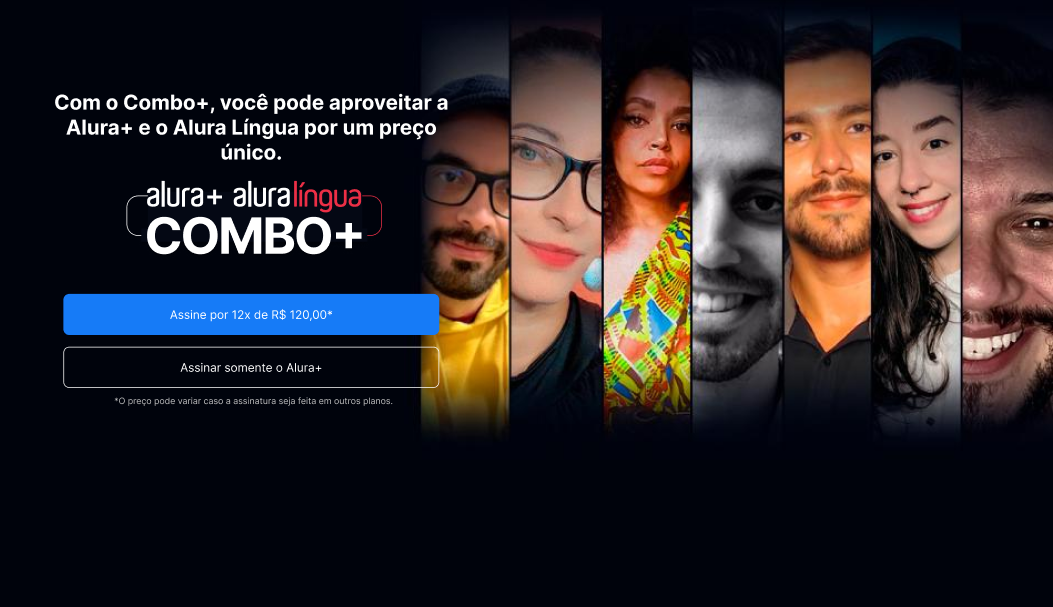 Com o Combo+, você pode aproveitar a
Alura+ e o Alura Língua por um preço
único.
alura+ aluralíngua
COMBO+
Assine por 12x de R$ 120,00*
Assinar somente o Alura+
*O preço pode variar caso a assinatura seja feita em outros planos.